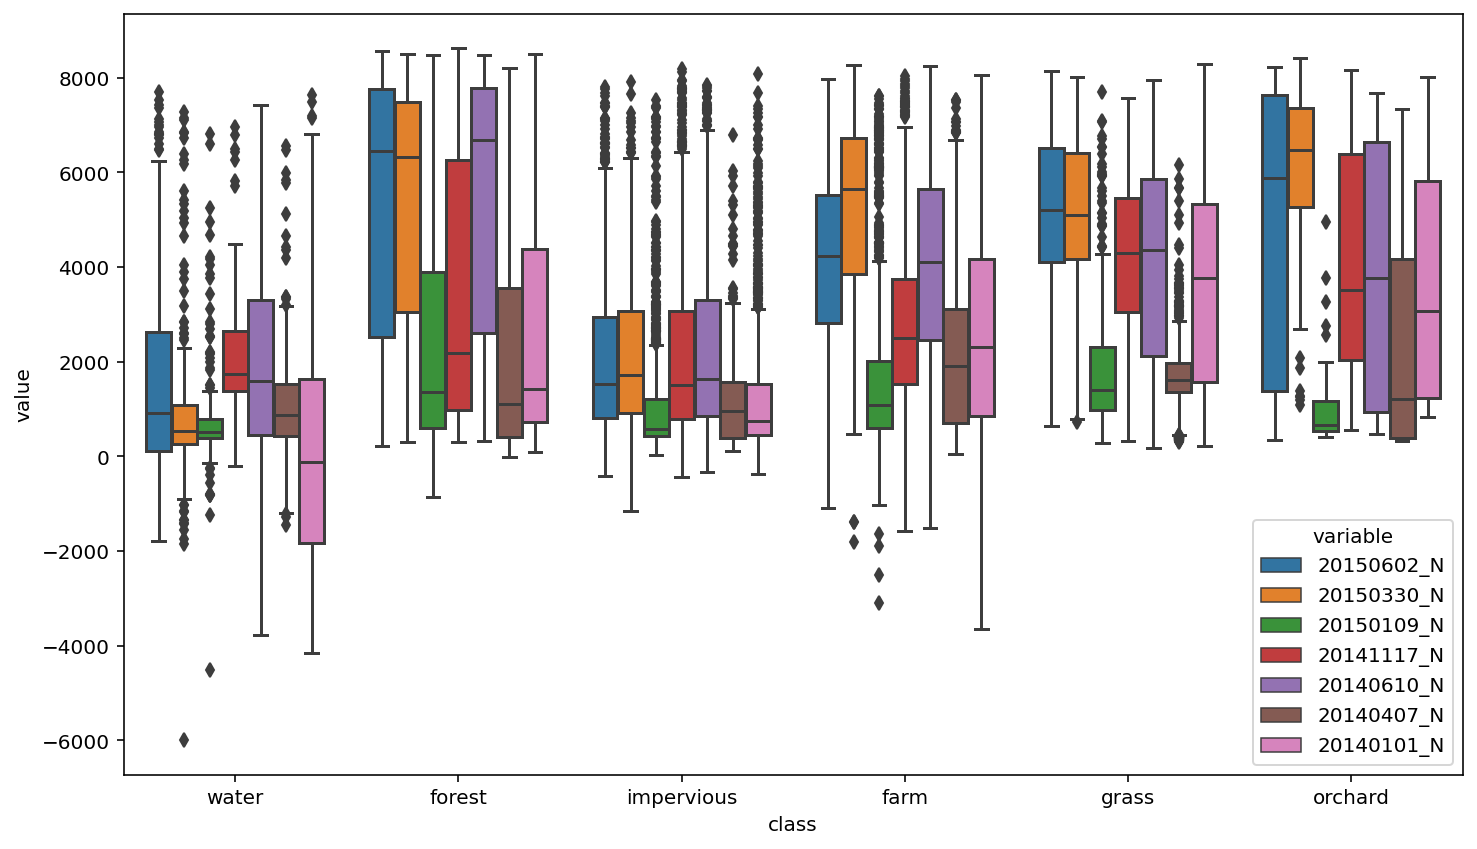 8000
6000
4000
2000
0
−2000
−4000
−6000
value
water forest impervious farm grass orchard
class
variable
20150602_N
20150330_N
20150109_N
20141117_N
20140610_N
20140407_N
20140101_N